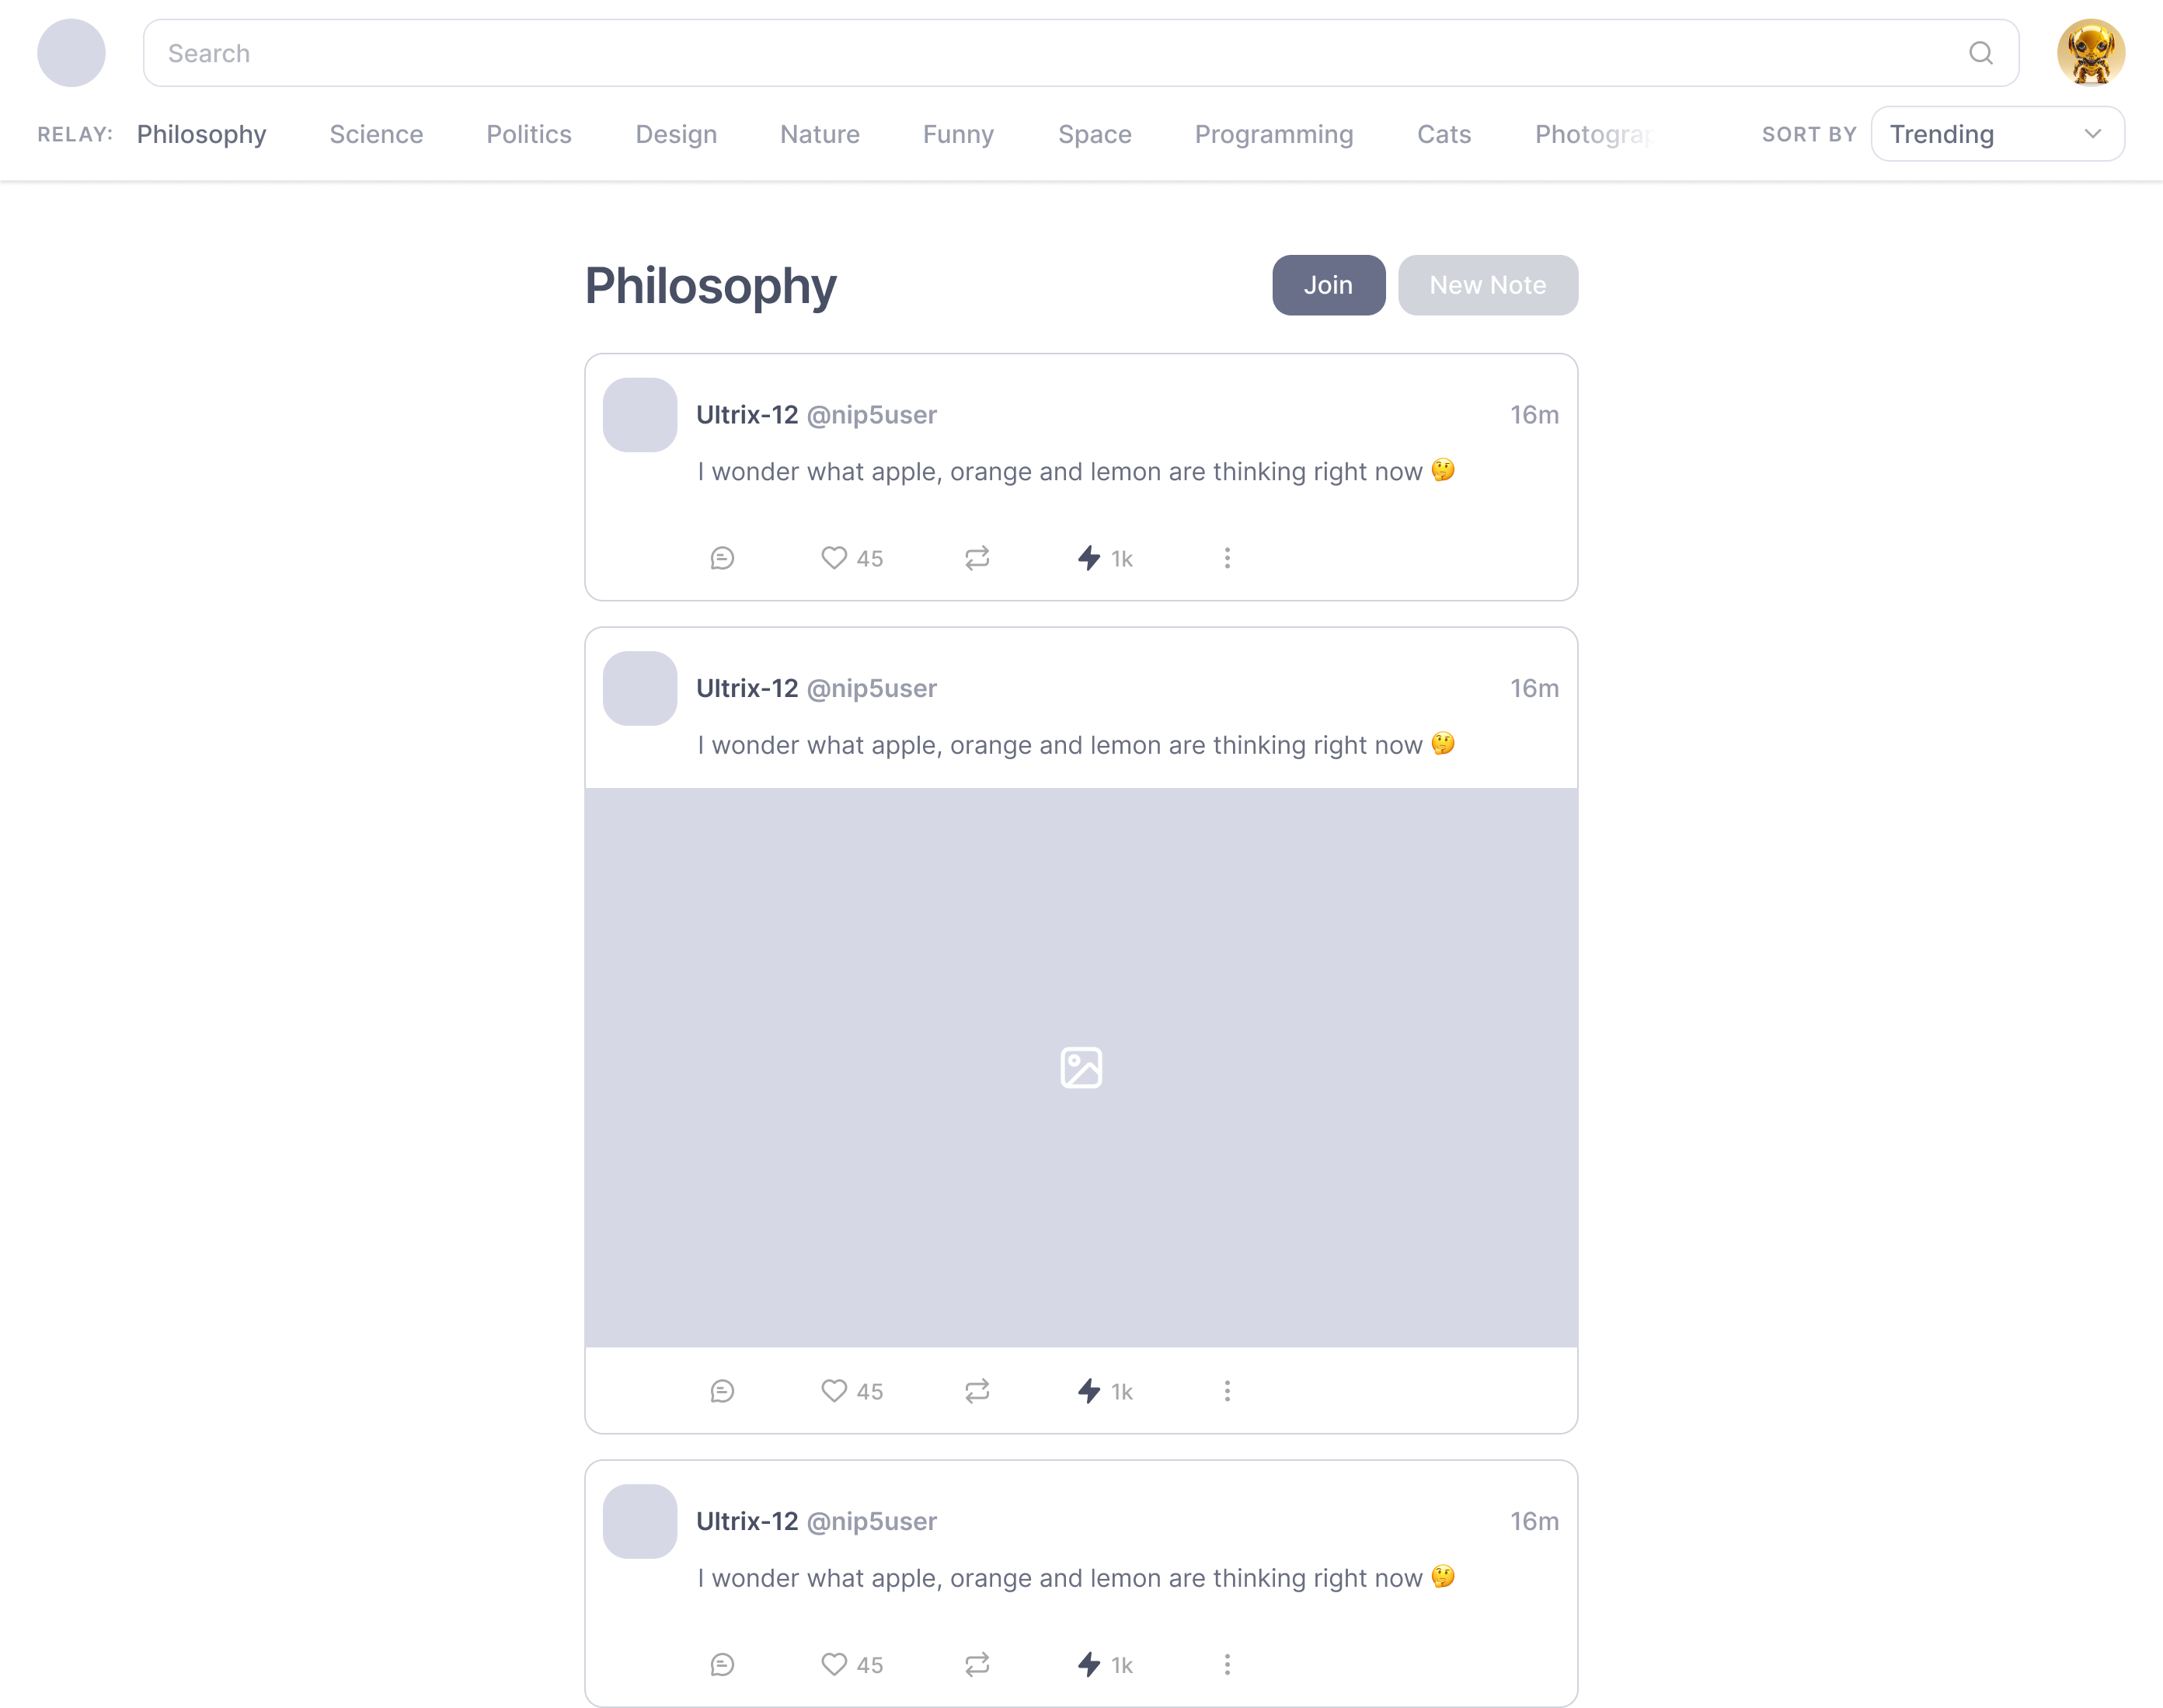 Search
RELAY: Philosophy Science Politics Design Nature Funny Space Programming Cats Photograp SORT BY Trending
Philosophy Join New Note
Ultrix-12 @nip5user 16m
I wonder what apple, orange and lemon are thinking right now 🤔
45 1k
Ultrix-12 @nip5user 16m
I wonder what apple, orange and lemon are thinking right now 🤔
45 1k
Ultrix-12 @nip5user 16m
I wonder what apple, orange and lemon are thinking right now 🤔
45 1k